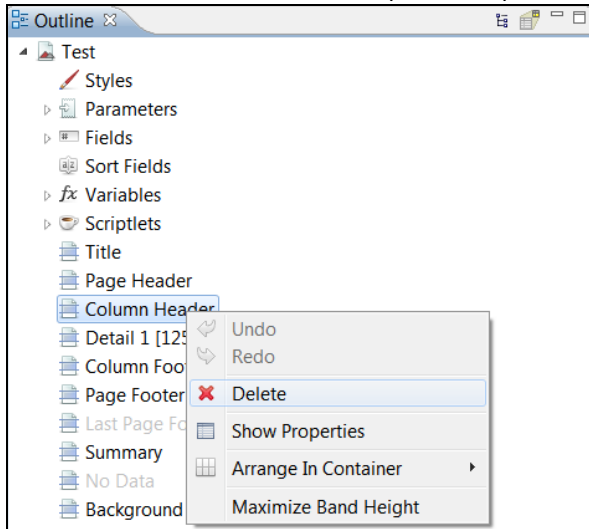 Outline
Test
Styles
Parameters
Fields
Sort Fields
fx Variables
Scriptlets
Title
Page Header
Column Header
Detail 1 [125
Column Foo
Page Footer
Last Page Fo
Summary
No Data
Background
Undo
Redo
Delete
Show Properties
Arrange In Container
Maximize Band Height